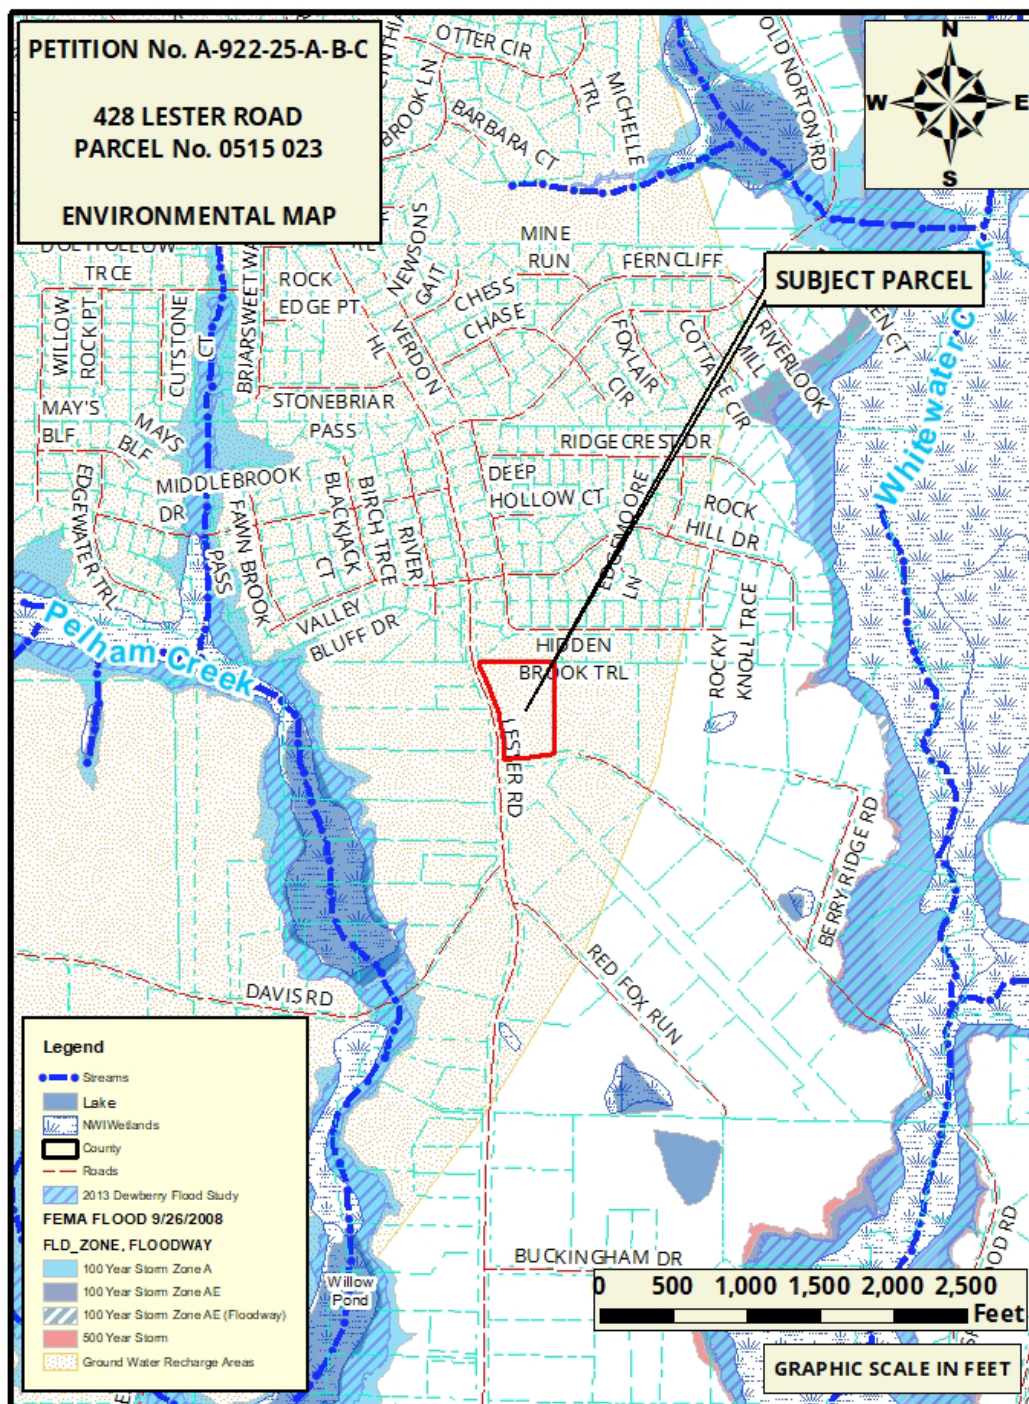 PETITION No. A-922-25-A-B-C
428 LESTER ROAD
PARCEL No. 0515 023
ENVIRONMENTAL MAP
N
W
E
S
OTTER CIR
BROOK LN
TRL
MICHELLE
BARBARA CT
OLD NORTON RD
TRCE
BRIARSWEET WA
ROCK
EDGE PT
NEWSONS
GAIT
MINE
RUN
FERNCLIFF
SUBJECT PARCEL
CHESS
CHASE
WILLOW
ROCK PT
CUTSTONE
CT
VERDON
HL
FOXLAIR
CIR
COTTAGE CIR
MILL
RIVERLOOK
EN CT
Whitewater C
MAY'S
BLF
MAYS
BLF
STONEBRIAR
PASS
RIDGECREST DR
MIDDLEBROOK
DR
PASS
EDGEWATER TRL
FAWN BROOK
BLACKJACK
CT
BIRCH TRCE
RIVER
DEEP
HOLLOW CT
EDGEMOORE
LN
ROCK
HILL DR
VALLEY
BLUFF DR
HIDDEN
BROOK TRL
ROCKY
KNOLL TRCE
Pelham Creek
LESTER RD
BERRY RIDGE RD
RED FOX RUN
DAVIS RD
BUCKINGHAM DR
OOD RD
Willow
Pond
Legend
Streams
Lake
NWI Wetlands
County
Roads
2013 Dewberry Flood Study
FEMA FLOOD 9/26/2008
FLD_ZONE, FLOODWAY
100 Year Storm Zone A
100 Year Storm Zone AE
100 Year Storm Zone AE (Floodway)
500 Year Storm
Ground Water Recharge Areas
0 500 1,000 1,500 2,000 2,500
Feet
GRAPHIC SCALE IN FEET